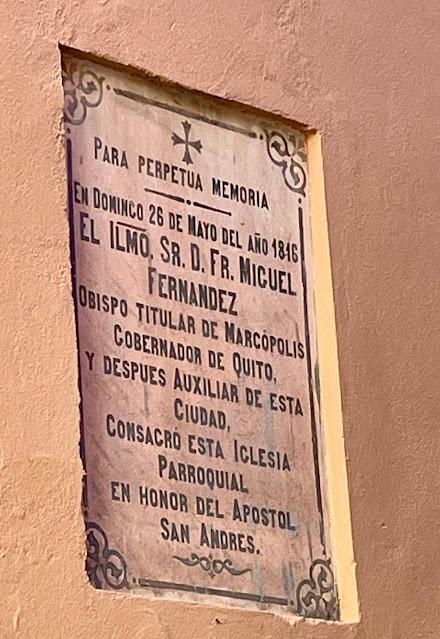 PARA PERPETUA MEMORIA
EN DOMINGO 26 DE MAYO DEL AÑO 1816
EL ILMO. SR. D. FR. MIGUEL
FERNANDEZ
OBISPO TITULAR DE MARCÓPOLIS
GOBERNADOR DE QUITO,
Y DESPUES AUXILIAR DE ESTA
CIUDAD,
CONSAGRÓ ESTA IGLESIA
PARROQUIAL
EN HONOR DEL APOSTOL
SAN ANDRES.